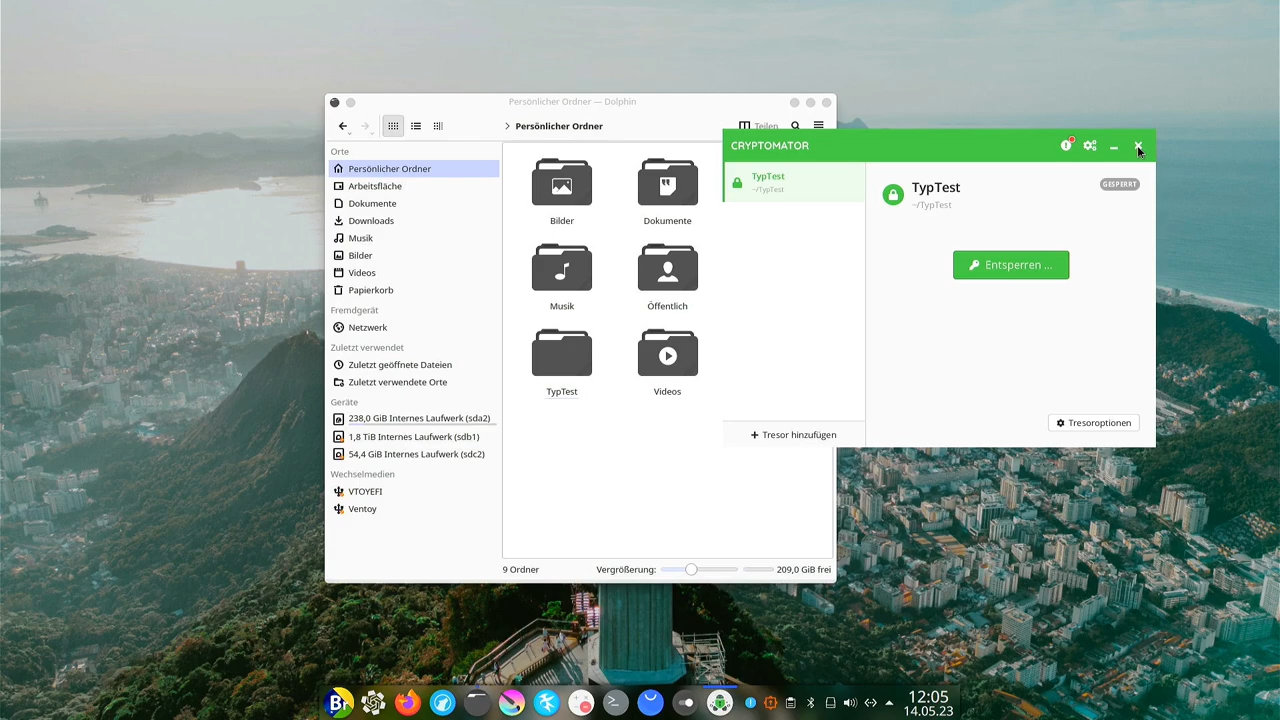 Persönlicher Ordner — Dolphin
Persönlicher Ordner
Teilen
Orte
Persönlicher Ordner
Arbeitsfläche
Dokumente
Downloads
Musik
Bilder
Videos
Papierkorb
Fremdgerät
Netzwerk
Zuletzt verwendet
Zuletzt geöffnete Dateien
Zuletzt verwendete Orte
Geräte
238,0 GiB Internes Laufwerk (sda2)
1,8 TiB Internes Laufwerk (sdb1)
54,4 GiB Internes Laufwerk (sdc2)
Wechselmedien
VTOYEFI
Ventoy
Bilder
Dokumente
Musik
Öffentlich
TypTest
Videos
9 Ordner
Vergrößerung:
209,0 GiB frei
CRYPTOMATOR
TypTest
~/TypTest
TypTest
~/TypTest
GESPERRT
Entsperren ...
Tresor hinzufügen
Tresoroptionen
12:05
14.05.23